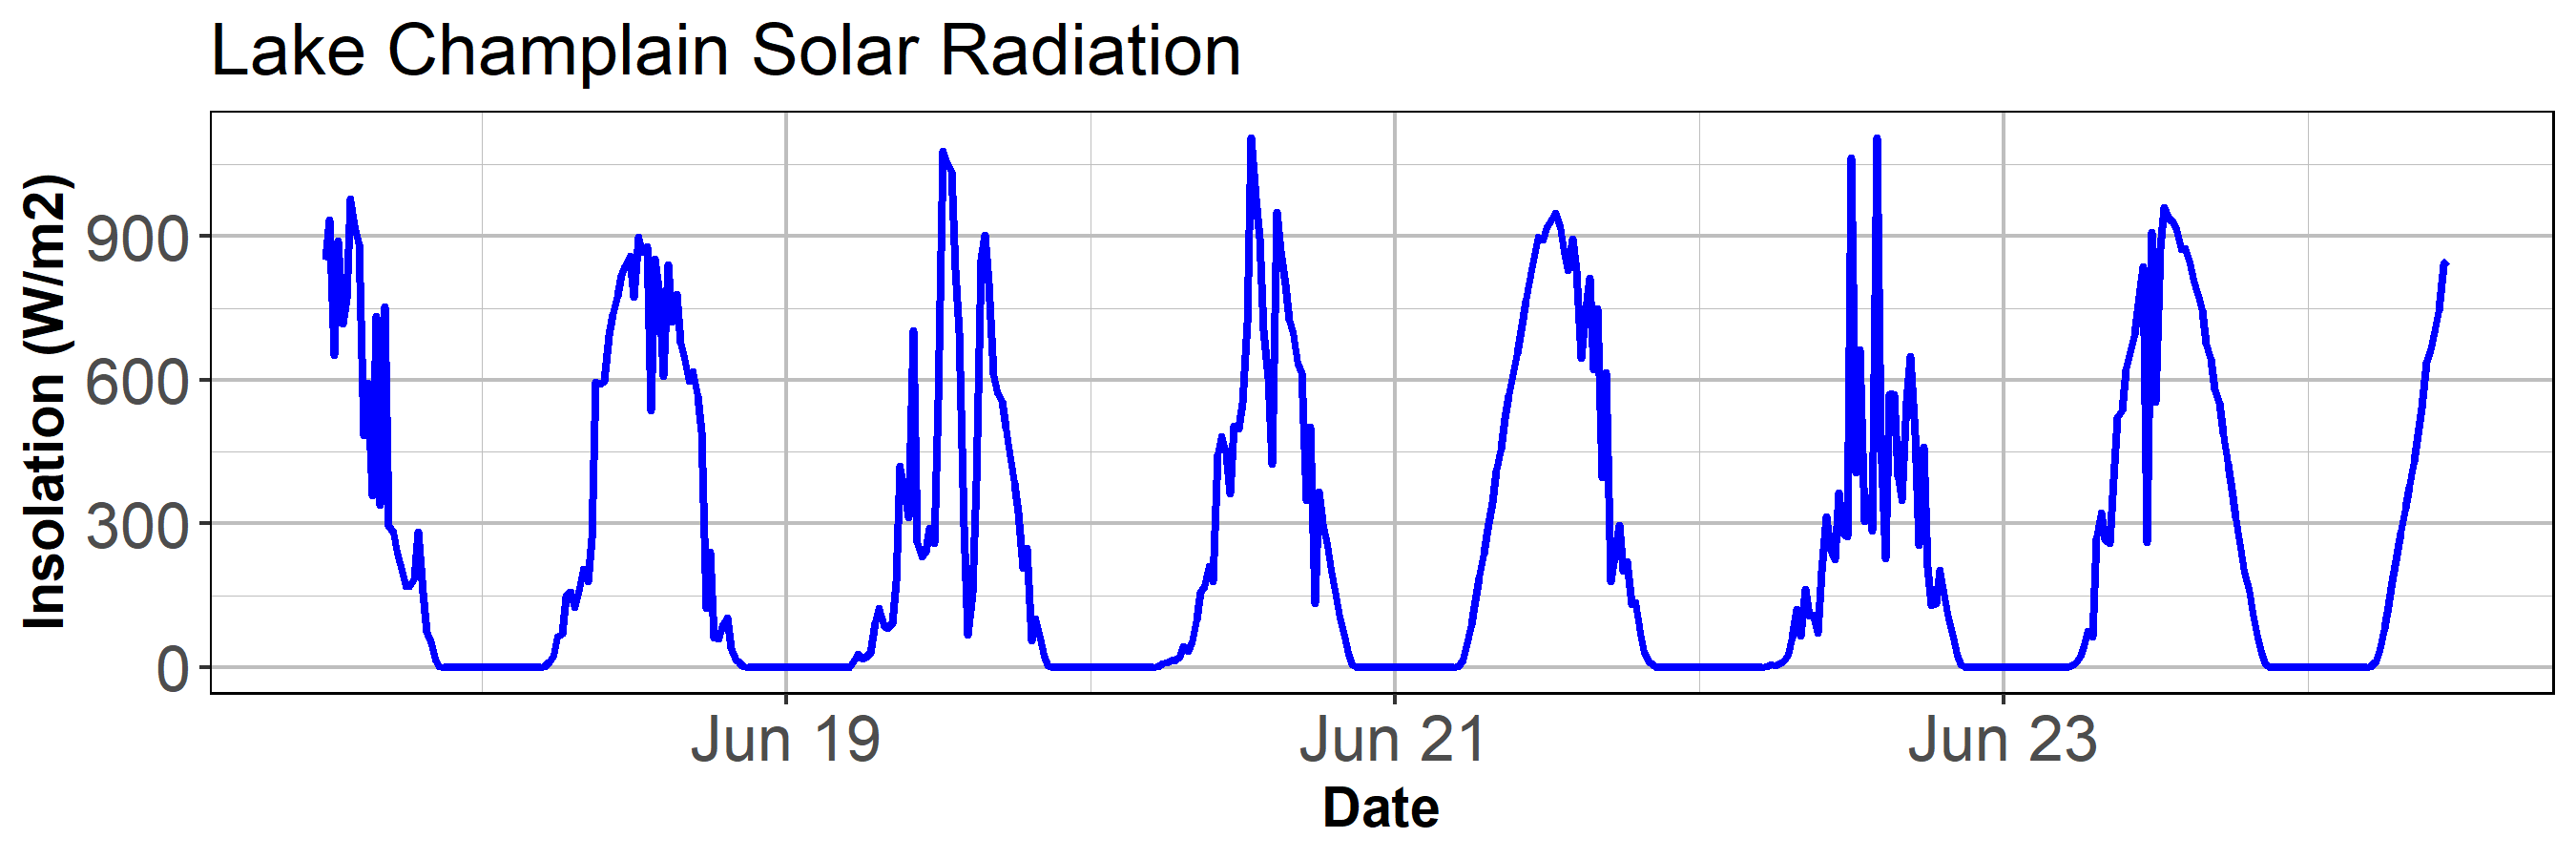 Lake Champlain Solar Radiation
Insolation (W/m2)
900
600
300
0
Jun 19 Jun 21 Jun 23
Date